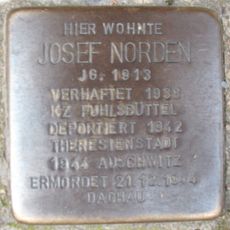 HIER WOHNTE
JOSEF NORDEN
JG. 1913
VERHAFTET 1938
KZ FUHLSBÜTTEL
DEPORTIERT 1942
THERESIENSTADT
1944 AUSCHWITZ
ERMORDET 21.12.1944
DACHAU